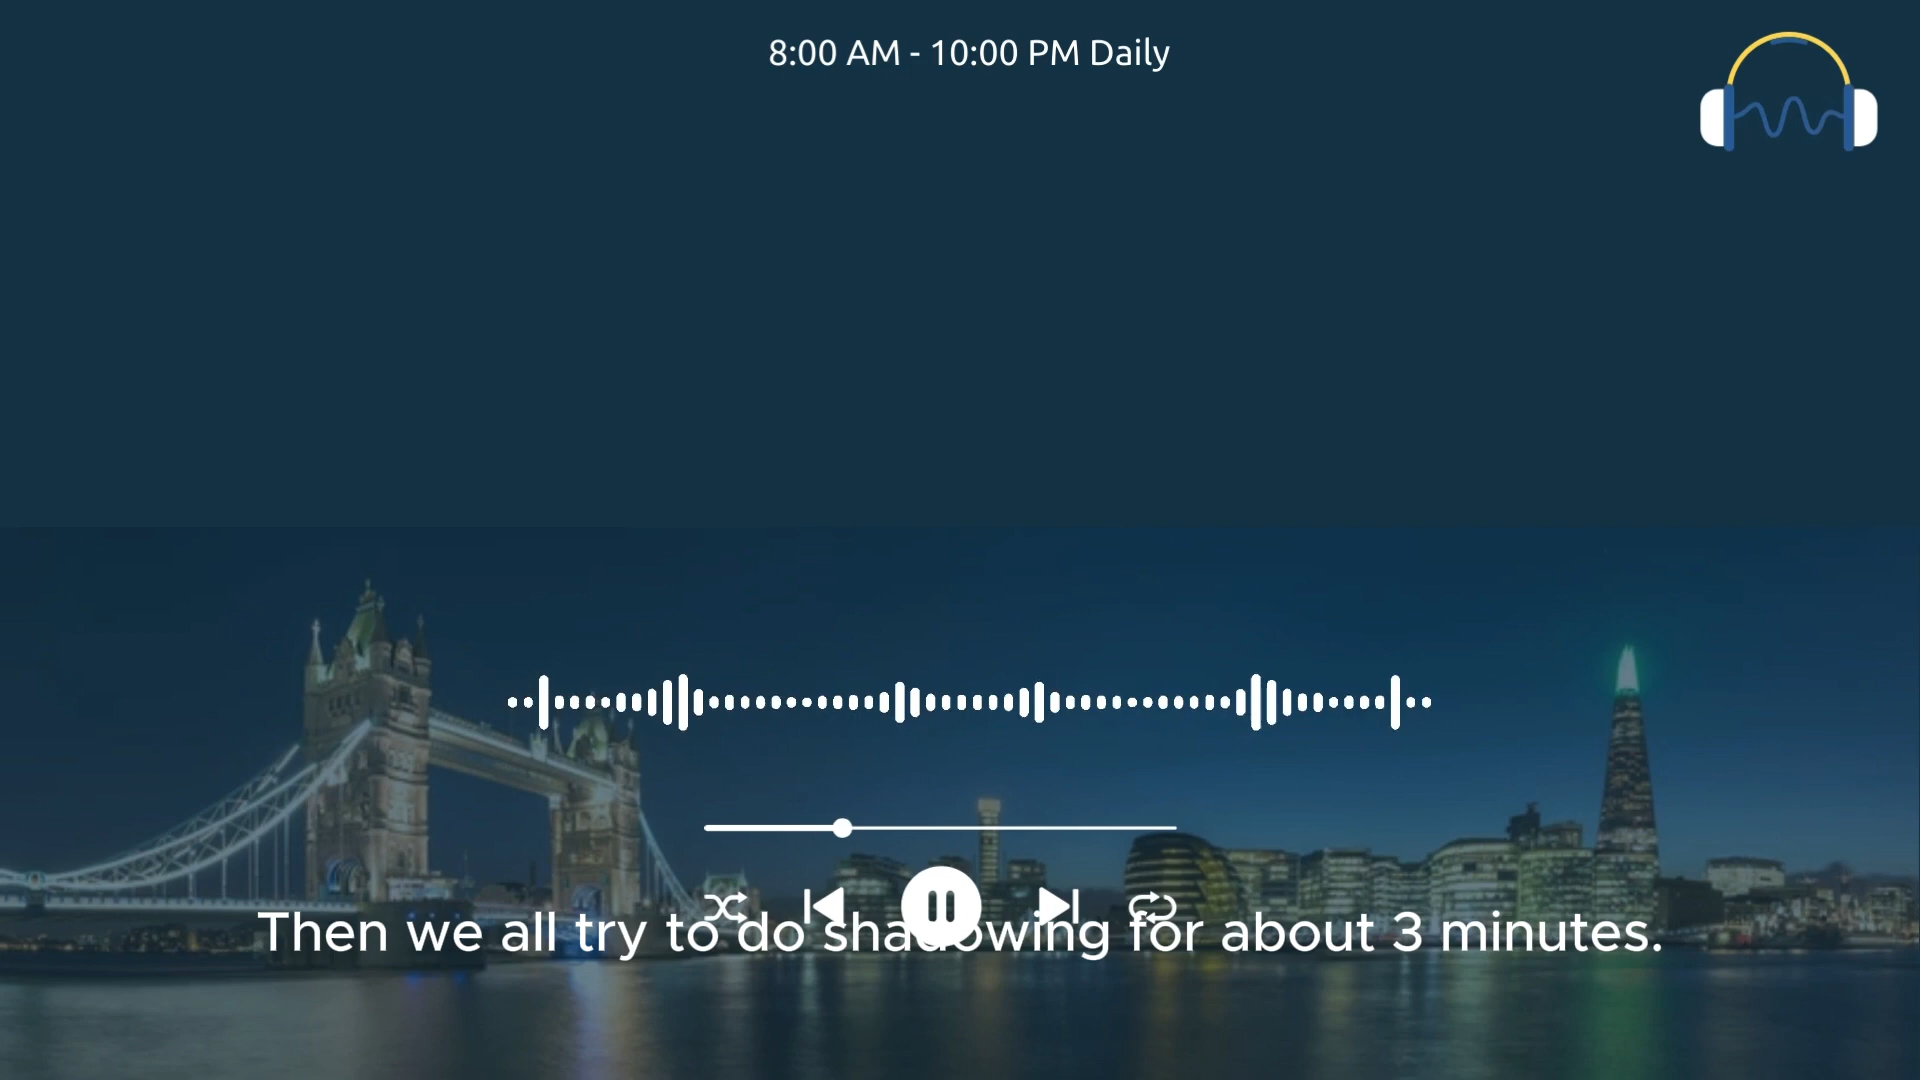 8:00 AM - 10:00 PM Daily
Then we all try to do shadowing for about 3 minutes.